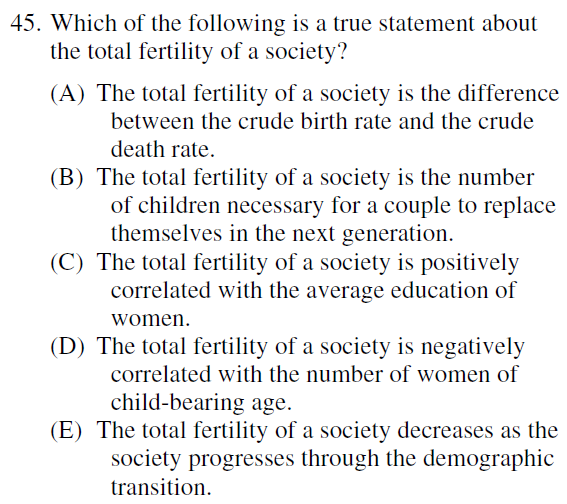 45. Which of the following is a true statement about
the total fertility of a society?
(A) The total fertility of a society is the difference
between the crude birth rate and the crude
death rate.
(B) The total fertility of a society is the number
of children necessary for a couple to replace
themselves in the next generation.
(C) The total fertility of a society is positively
correlated with the average education of
women.
(D) The total fertility of a society is negatively
correlated with the number of women of
child-bearing age.
(E) The total fertility of a society decreases as the
society progresses through the demographic
transition.